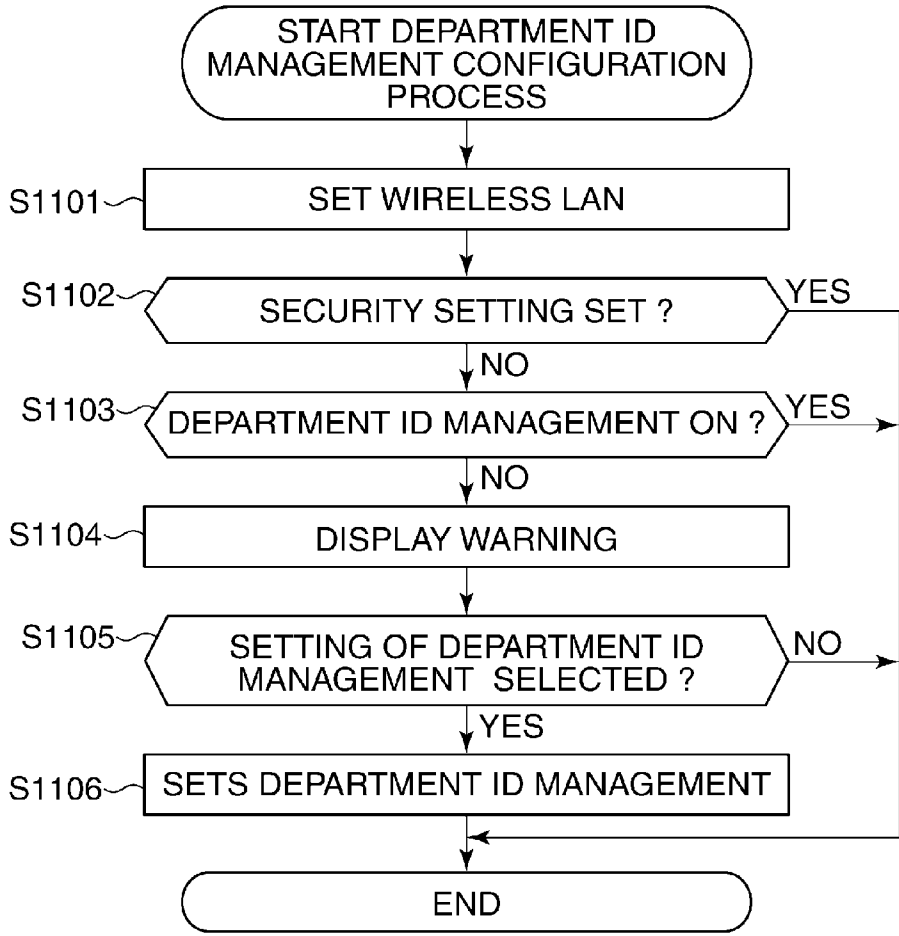 START DEPARTMENT ID
MANAGEMENT CONFIGURATION
PROCESS
S1101
SET WIRELESS LAN
S1102
SECURITY SETTING SET ?
YES
NO
S1103
DEPARTMENT ID MANAGEMENT ON ?
YES
NO
S1104
DISPLAY WARNING
S1105
SETTING OF DEPARTMENT ID
MANAGEMENT SELECTED ?
NO
YES
S1106
SETS DEPARTMENT ID MANAGEMENT
END